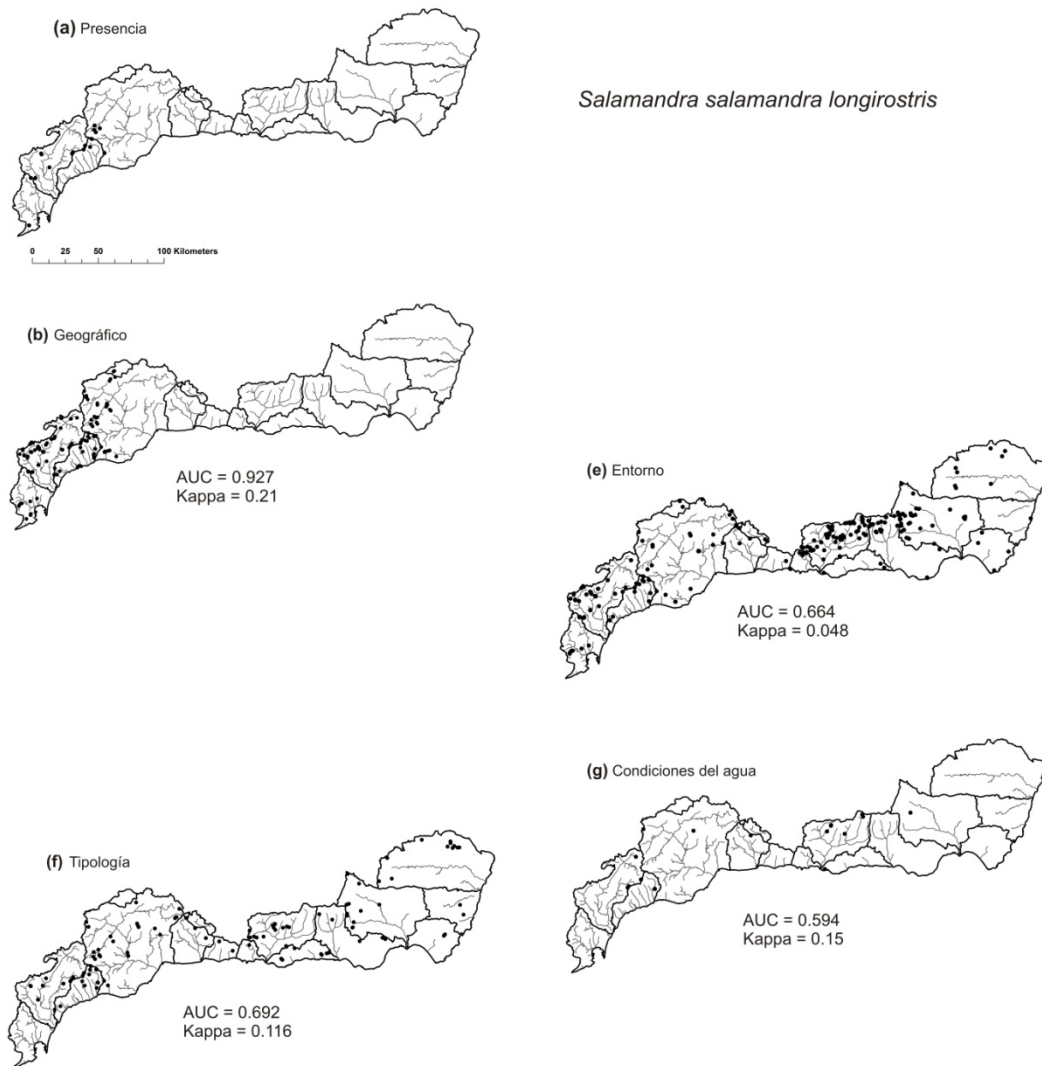 (a) Presencia
Salamandra salamandra longirostris
0 25 50 100 Kilometers
(b) Geográfico
AUC = 0.927
Kappa = 0.21
(e) Entorno
AUC = 0.664
Kappa = 0.048
(g) Condiciones del agua
(f) Tipología
AUC = 0.594
Kappa = 0.15
AUC = 0.692
Kappa = 0.116